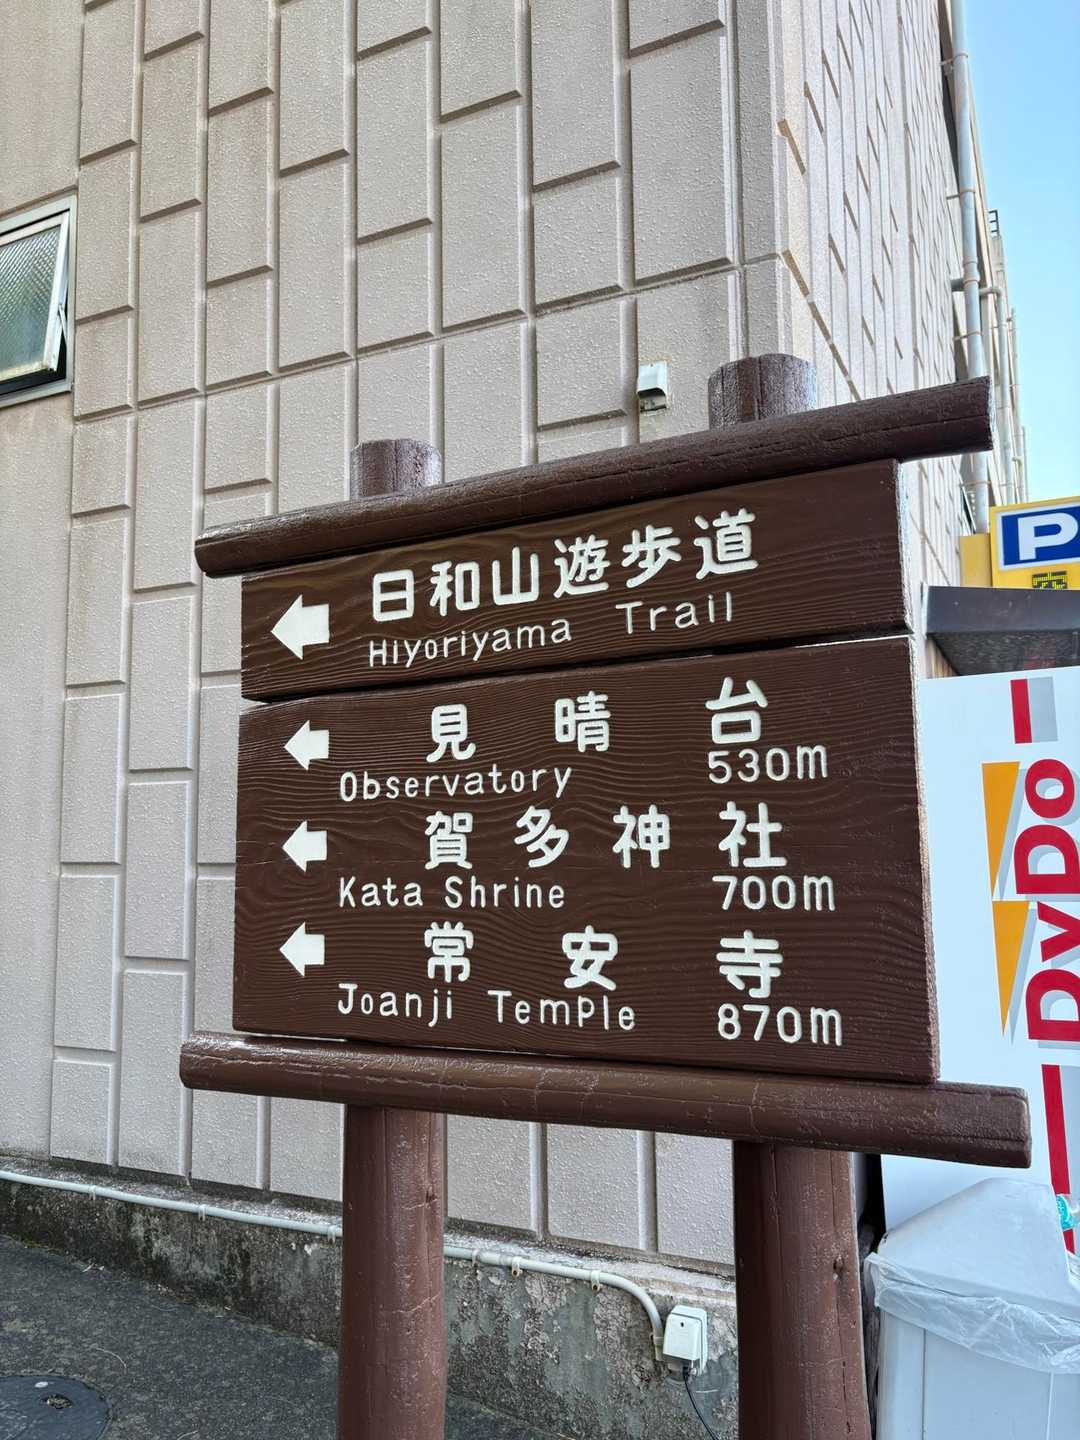 日和山遊歩道
Hiyoriyama Trail
見晴台
Observatory 530m
賀多神社
Kata Shrine 700m
常安寺
Joanji Temple 870m
P
DyDo